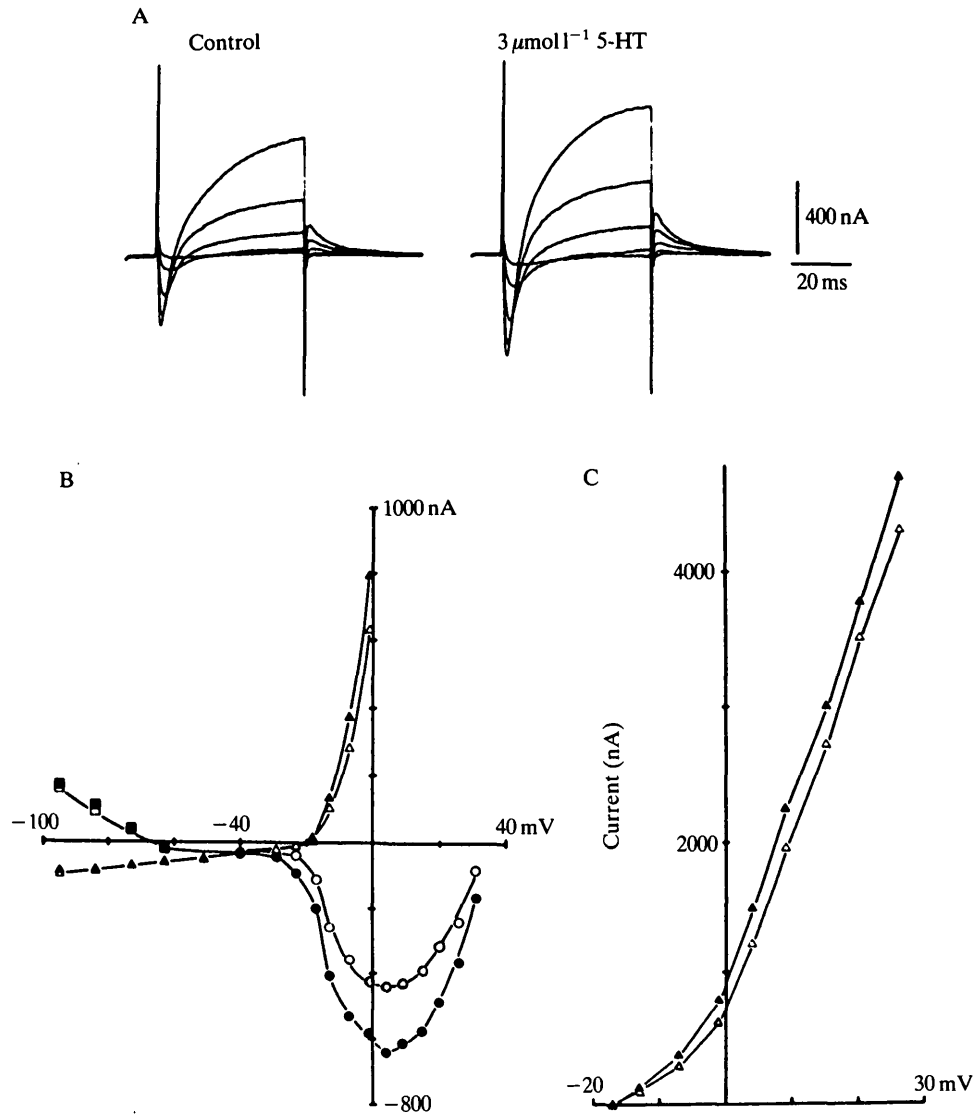 A
Control
3 μmol l⁻¹ 5-HT
400 nA
20 ms
B
1000 nA
-100
-40
40 mV
-800
C
4000
Current (nA)
2000
-20
30 mV